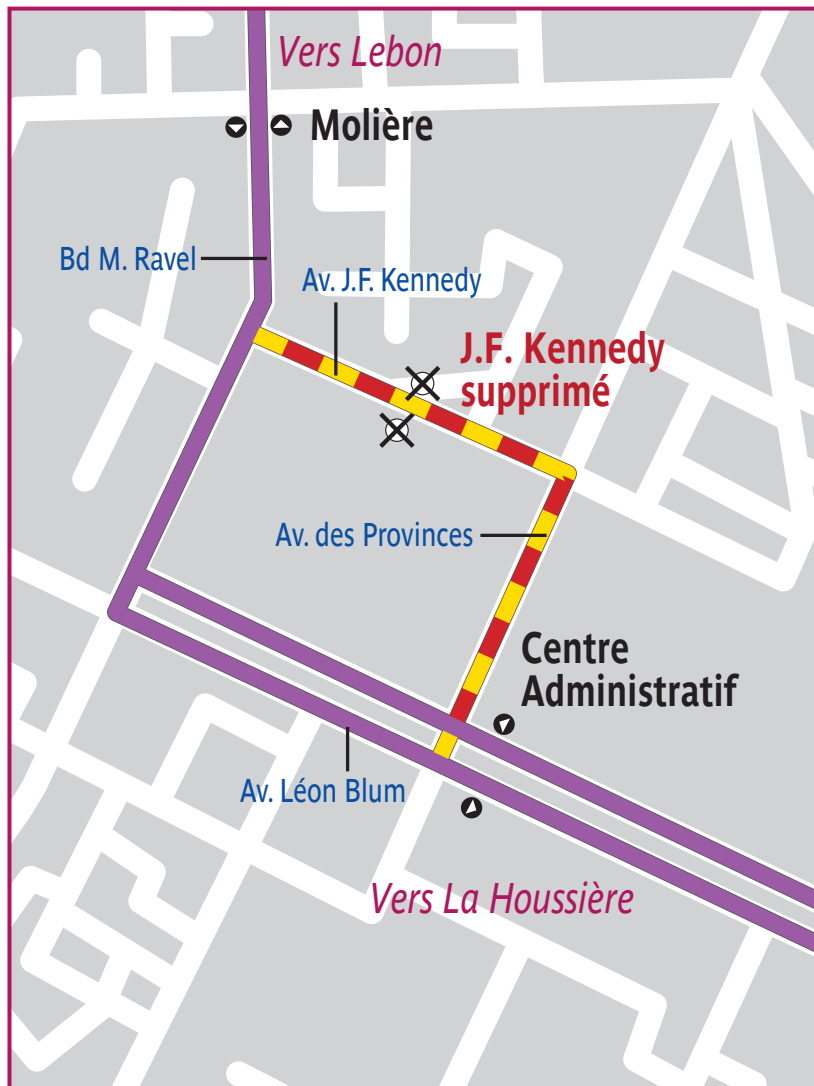 Vers Lebon
Molière
Bd M. Ravel
Av. J.F. Kennedy
J.F. Kennedy
supprimé
Av. des Provinces
Centre
Administratif
Av. Léon Blum
Vers La Houssière